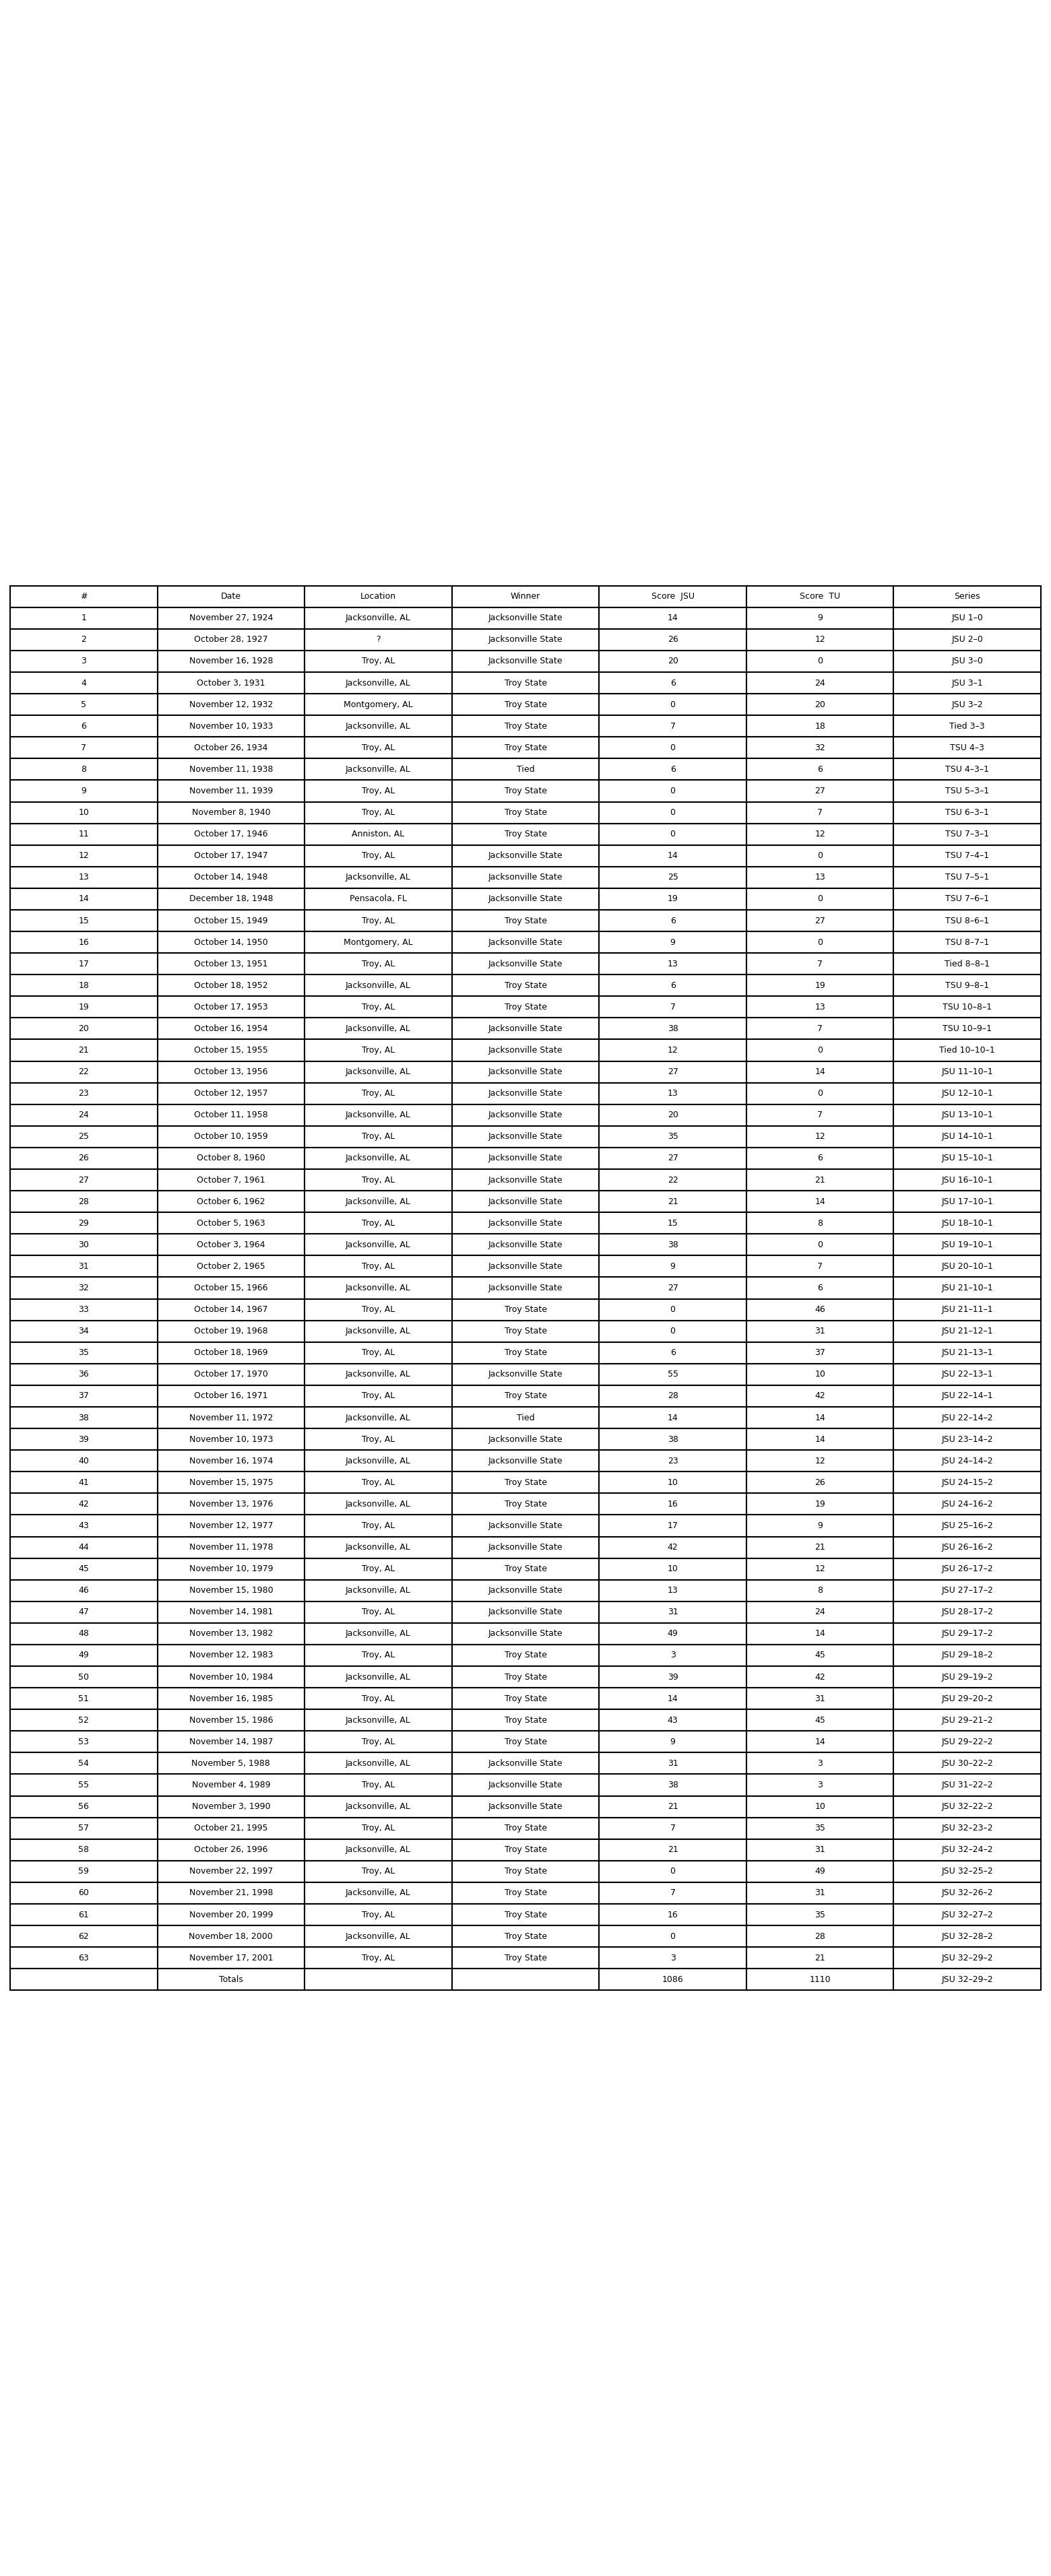 # Date Location Winner Score  JSU Score  TU Series
1 November 27, 1924 Jacksonville, AL Jacksonville State 14 9 JSU 1–0
2 October 28, 1927 ? Jacksonville State 26 12 JSU 2–0
3 November 16, 1928 Troy, AL Jacksonville State 20 0 JSU 3–0
4 October 3, 1931 Jacksonville, AL Troy State 6 24 JSU 3–1
5 November 12, 1932 Montgomery, AL Troy State 0 20 JSU 3–2
6 November 10, 1933 Jacksonville, AL Troy State 7 18 Tied 3–3
7 October 26, 1934 Troy, AL Troy State 0 32 TSU 4–3
8 November 11, 1938 Jacksonville, AL Tied 6 6 TSU 4–3–1
9 November 11, 1939 Troy, AL Troy State 0 27 TSU 5–3–1
10 November 8, 1940 Troy, AL Troy State 0 7 TSU 6–3–1
11 October 17, 1946 Anniston, AL Troy State 0 12 TSU 7–3–1
12 October 17, 1947 Troy, AL Jacksonville State 14 0 TSU 7–4–1
13 October 14, 1948 Jacksonville, AL Jacksonville State 25 13 TSU 7–5–1
14 December 18, 1948 Pensacola, FL Jacksonville State 19 0 TSU 7–6–1
15 October 15, 1949 Troy, AL Troy State 6 27 TSU 8–6–1
16 October 14, 1950 Montgomery, AL Jacksonville State 9 0 TSU 8–7–1
17 October 13, 1951 Troy, AL Jacksonville State 13 7 Tied 8–8–1
18 October 18, 1952 Jacksonville, AL Troy State 6 19 TSU 9–8–1
19 October 17, 1953 Troy, AL Troy State 7 13 TSU 10–8–1
20 October 16, 1954 Jacksonville, AL Jacksonville State 38 7 TSU 10–9–1
21 October 15, 1955 Troy, AL Jacksonville State 12 0 Tied 10–10–1
22 October 13, 1956 Jacksonville, AL Jacksonville State 27 14 JSU 11–10–1
23 October 12, 1957 Troy, AL Jacksonville State 13 0 JSU 12–10–1
24 October 11, 1958 Jacksonville, AL Jacksonville State 20 7 JSU 13–10–1
25 October 10, 1959 Troy, AL Jacksonville State 35 12 JSU 14–10–1
26 October 8, 1960 Jacksonville, AL Jacksonville State 27 6 JSU 15–10–1
27 October 7, 1961 Troy, AL Jacksonville State 22 21 JSU 16–10–1
28 October 6, 1962 Jacksonville, AL Jacksonville State 21 14 JSU 17–10–1
29 October 5, 1963 Troy, AL Jacksonville State 15 8 JSU 18–10–1
30 October 3, 1964 Jacksonville, AL Jacksonville State 38 0 JSU 19–10–1
31 October 2, 1965 Troy, AL Jacksonville State 9 7 JSU 20–10–1
32 October 15, 1966 Jacksonville, AL Jacksonville State 27 6 JSU 21–10–1
33 October 14, 1967 Troy, AL Troy State 0 46 JSU 21–11–1
34 October 19, 1968 Jacksonville, AL Troy State 0 31 JSU 21–12–1
35 October 18, 1969 Troy, AL Troy State 6 37 JSU 21–13–1
36 October 17, 1970 Jacksonville, AL Jacksonville State 55 10 JSU 22–13–1
37 October 16, 1971 Troy, AL Troy State 28 42 JSU 22–14–1
38 November 11, 1972 Jacksonville, AL Tied 14 14 JSU 22–14–2
39 November 10, 1973 Troy, AL Jacksonville State 38 14 JSU 23–14–2
40 November 16, 1974 Jacksonville, AL Jacksonville State 23 12 JSU 24–14–2
41 November 15, 1975 Troy, AL Troy State 10 26 JSU 24–15–2
42 November 13, 1976 Jacksonville, AL Troy State 16 19 JSU 24–16–2
43 November 12, 1977 Troy, AL Jacksonville State 17 9 JSU 25–16–2
44 November 11, 1978 Jacksonville, AL Jacksonville State 42 21 JSU 26–16–2
45 November 10, 1979 Troy, AL Troy State 10 12 JSU 26–17–2
46 November 15, 1980 Jacksonville, AL Jacksonville State 13 8 JSU 27–17–2
47 November 14, 1981 Troy, AL Jacksonville State 31 24 JSU 28–17–2
48 November 13, 1982 Jacksonville, AL Jacksonville State 49 14 JSU 29–17–2
49 November 12, 1983 Troy, AL Troy State 3 45 JSU 29–18–2
50 November 10, 1984 Jacksonville, AL Troy State 39 42 JSU 29–19–2
51 November 16, 1985 Troy, AL Troy State 14 31 JSU 29–20–2
52 November 15, 1986 Jacksonville, AL Troy State 43 45 JSU 29–21–2
53 November 14, 1987 Troy, AL Troy State 9 14 JSU 29–22–2
54 November 5, 1988 Jacksonville, AL Jacksonville State 31 3 JSU 30–22–2
55 November 4, 1989 Troy, AL Jacksonville State 38 3 JSU 31–22–2
56 November 3, 1990 Jacksonville, AL Jacksonville State 21 10 JSU 32–22–2
57 October 21, 1995 Troy, AL Troy State 7 35 JSU 32–23–2
58 October 26, 1996 Jacksonville, AL Troy State 21 31 JSU 32–24–2
59 November 22, 1997 Troy, AL Troy State 0 49 JSU 32–25–2
60 November 21, 1998 Jacksonville, AL Troy State 7 31 JSU 32–26–2
61 November 20, 1999 Troy, AL Troy State 16 35 JSU 32–27–2
62 November 18, 2000 Jacksonville, AL Troy State 0 28 JSU 32–28–2
63 November 17, 2001 Troy, AL Troy State 3 21 JSU 32–29–2
Totals 1086 1110 JSU 32–29–2